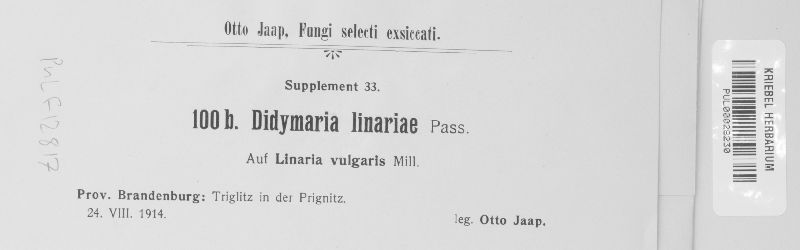 Otto Jaap, Fungi selecti exsiccati.
Supplement 33.
100 b. Didymaria linariae Pass.
Auf Linaria vulgaris Mill.
Prov. Brandenburg: Triglitz in der Prignitz.
24. VIII. 1914.
leg. Otto Jaap.
PULF12817
KRIEBEL HERBARIUM
PUL00028230